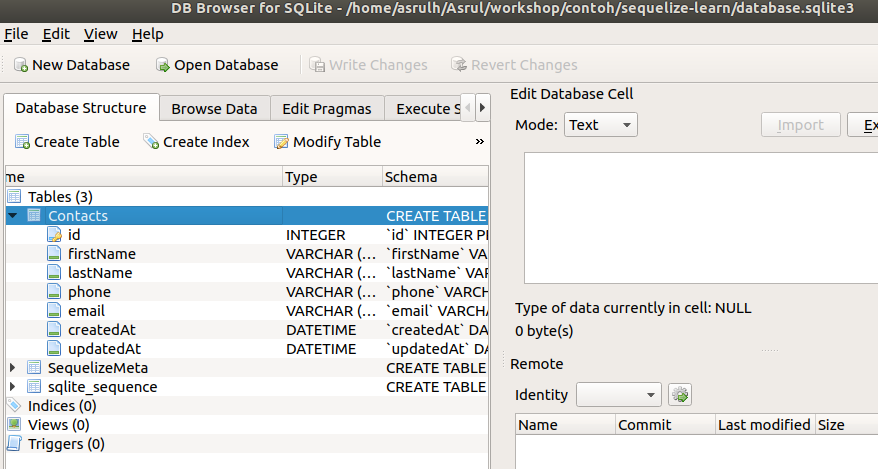 DB Browser for SQLite - /home/asrulh/Asrul/workshop/contoh/sequelize-learn/database.sqlite3
File Edit View Help
New Database Open Database Write Changes Revert Changes
Database Structure Browse Data Edit Pragmas Execute S
Create Table Create Index Modify Table »
me Type Schema
Tables (3)
Contacts CREATE TABLE
id INTEGER `id` INTEGER P
firstName VARCHAR (... `firstName` VA
lastName VARCHAR (... `lastName` VA
phone VARCHAR (... `phone` VARCH
email VARCHAR (... `email` VARCH
createdAt DATETIME `createdAt` DA
updatedAt DATETIME `updatedAt` DA
SequelizeMeta CREATE TABLE
sqlite_sequence CREATE TABLE
Indices (0)
Views (0)
Triggers (0)
Edit Database Cell
Mode: Text Import Ex
Type of data currently in cell: NULL
0 byte(s)
Remote
Identity
Name Commit Last modified Size